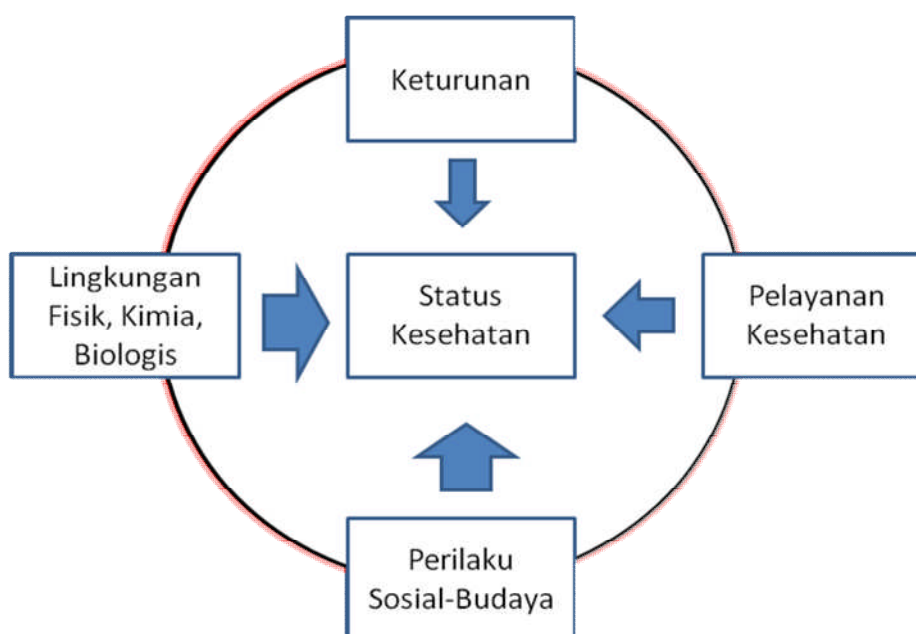 Keturunan
Lingkungan
Fisik, Kimia,
Biologis
Status
Kesehatan
Pelayanan
Kesehatan
Perilaku
Sosial-Budaya